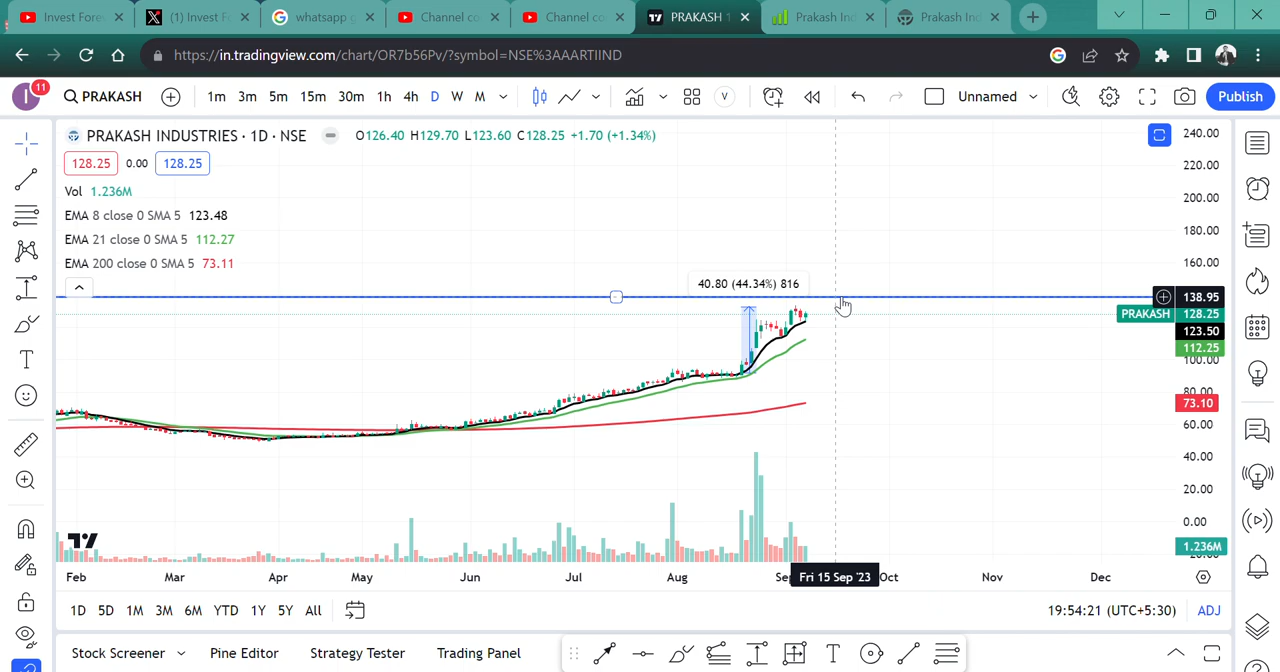 Invest Fores
(1) Invest F
whatsapp g
Channel co
Channel co
PRAKASH 1
Prakash Ind
Prakash Ind
https://in.tradingview.com/chart/OR7b56Pv/?symbol=NSE%3AAARTIIND
I 11 PRAKASH 1m 3m 5m 15m 30m 1h 4h D W M V Unnamed Publish
PRAKASH INDUSTRIES · 1D · NSE O126.40 H129.70 L123.60 C128.25 +1.70 (+1.34%)
128.25 0.00 128.25
Vol 1.236M
EMA 8 close 0 SMA 5 123.48
EMA 21 close 0 SMA 5 112.27
EMA 200 close 0 SMA 5 73.11
40.80 (44.34%) 816
240.00
220.00
200.00
180.00
160.00
138.95
PRAKASH 128.25
123.50
112.25
100.00
80.00
73.10
60.00
40.00
20.00
0.00
1.236M
Feb Mar Apr May Jun Jul Aug Sep Fri 15 Sep '23 Oct Nov Dec
1D 5D 1M 3M 6M YTD 1Y 5Y All 19:54:21 (UTC+5:30) ADJ
Stock Screener Pine Editor Strategy Tester Trading Panel T